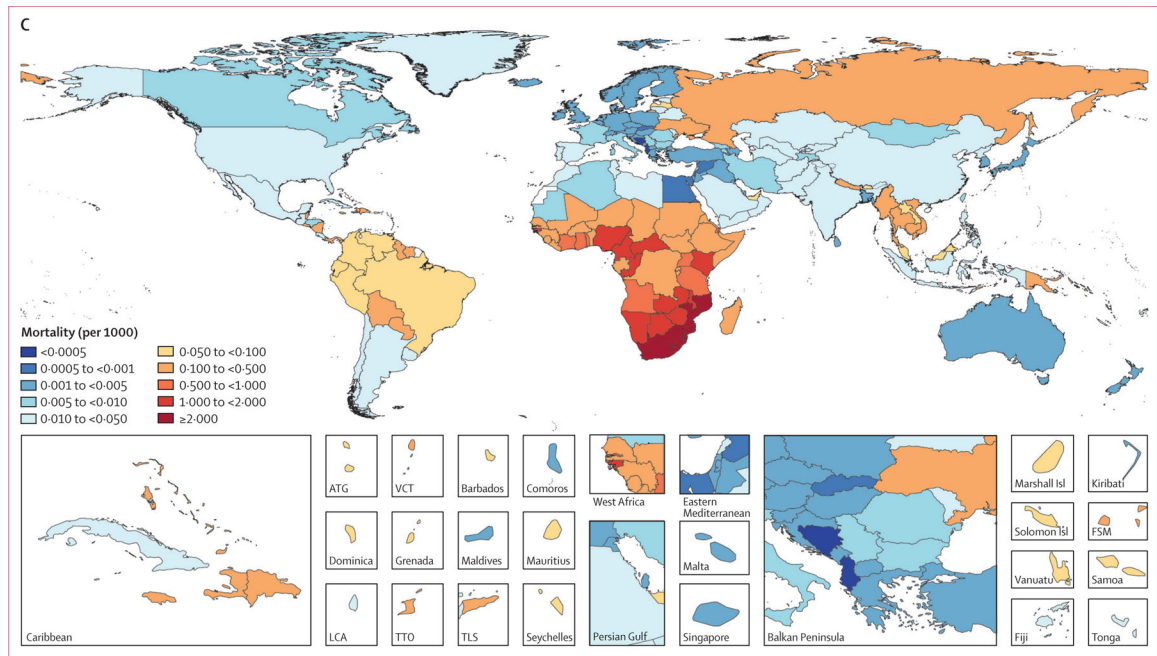 C
Mortality (per 1000)
<0·0005
0·0005 to <0·001
0·001 to <0·005
0·005 to <0·010
0·010 to <0·050
0·050 to <0·100
0·100 to <0·500
0·500 to <1·000
1·000 to <2·000
≥2·000
Caribbean
ATG
VCT
Barbados
Comoros
West Africa
Eastern
Mediterranean
Dominica
Grenada
Maldives
Mauritius
Malta
LCA
TTO
TLS
Seychelles
Persian Gulf
Singapore
Balkan Peninsula
Marshall Isl
Kiribati
Solomon Isl
FSM
Vanuatu
Samoa
Fiji
Tonga